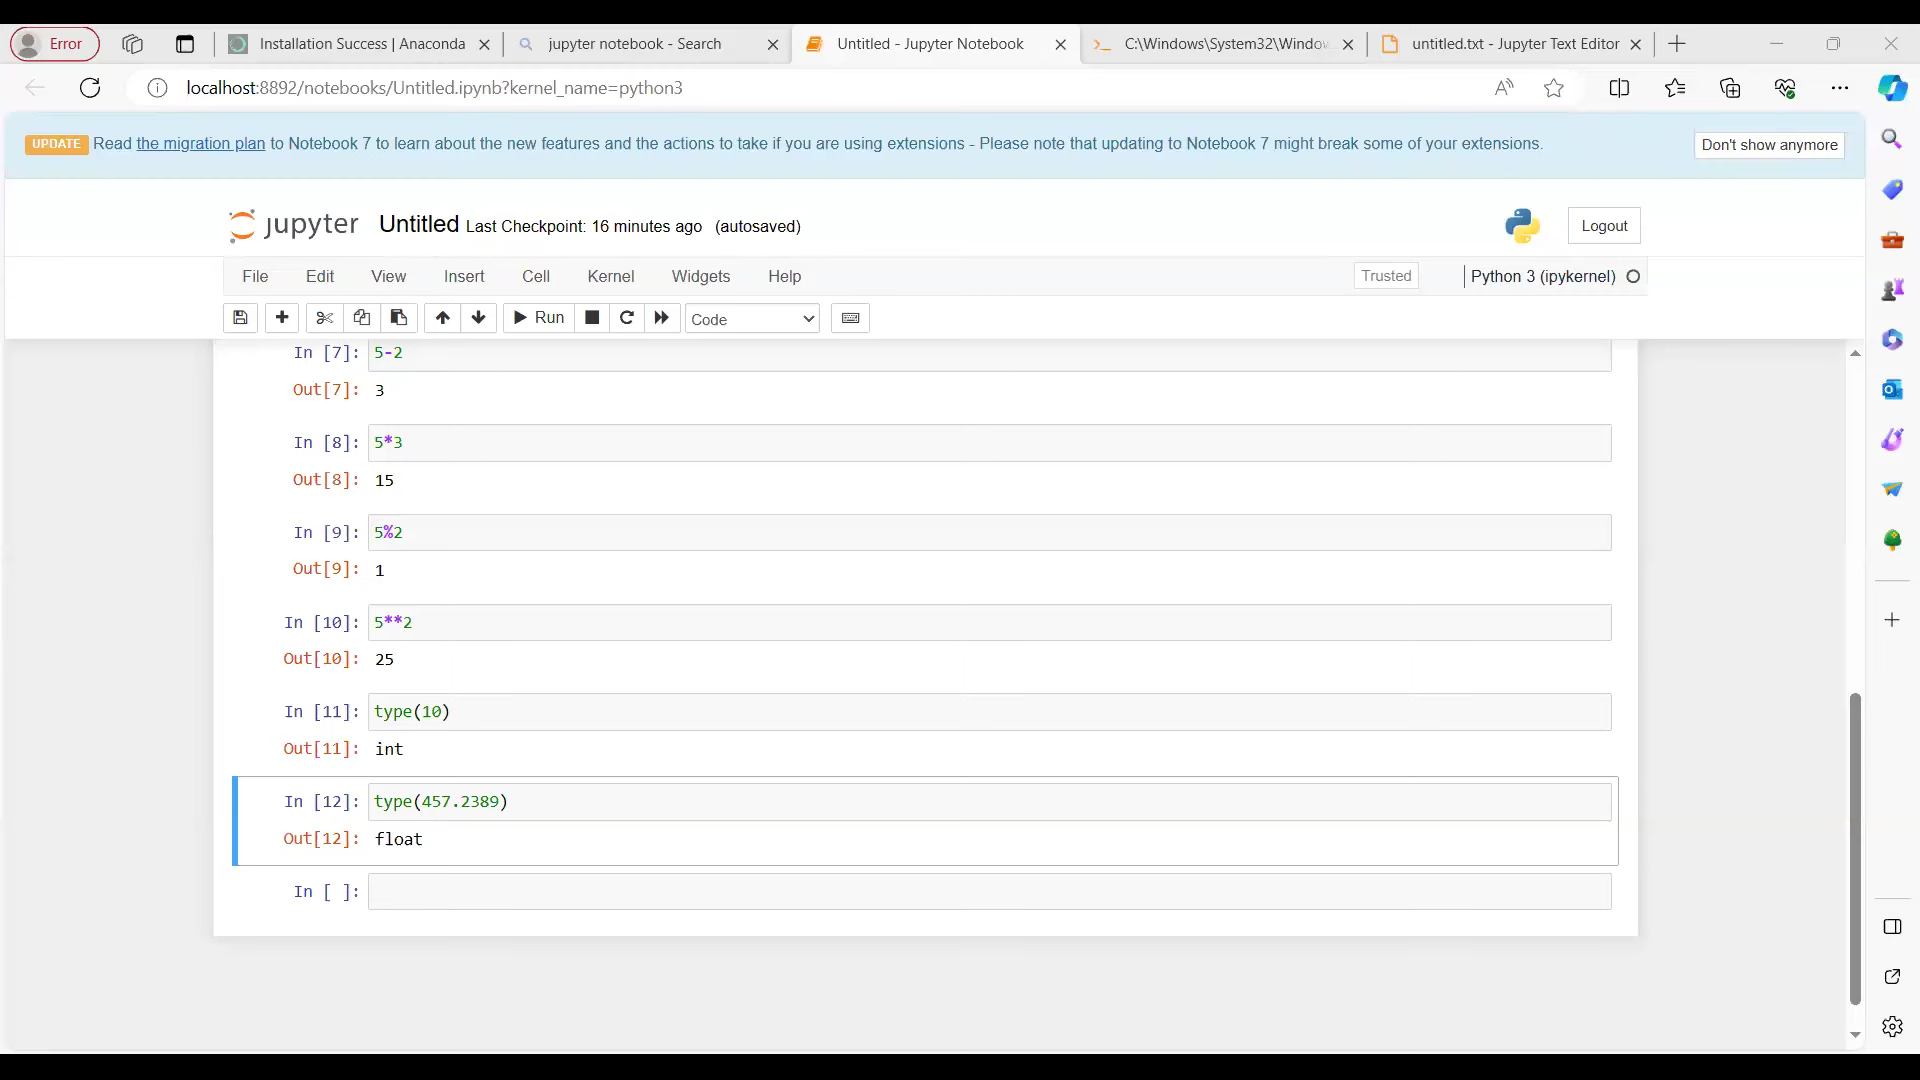 Error
Installation Success | Anaconda
jupyter notebook - Search
Untitled - Jupyter Notebook
C:\Windows\System32\Windo
untitled.txt - Jupyter Text Editor
localhost:8892/notebooks/Untitled.ipynb?kernel_name=python3
UPDATE Read the migration plan to Notebook 7 to learn about the new features and the actions to take if you are using extensions - Please note that updating to Notebook 7 might break some of your extensions.
Don't show anymore
jupyter Untitled Last Checkpoint: 16 minutes ago (autosaved)
Logout
File Edit View Insert Cell Kernel Widgets Help
Trusted
Python 3 (ipykernel)
Run
Code
In [7]: 5-2
Out[7]: 3
In [8]: 5*3
Out[8]: 15
In [9]: 5%2
Out[9]: 1
In [10]: 5**2
Out[10]: 25
In [11]: type(10)
Out[11]: int
In [12]: type(457.2389)
Out[12]: float
In [ ]: